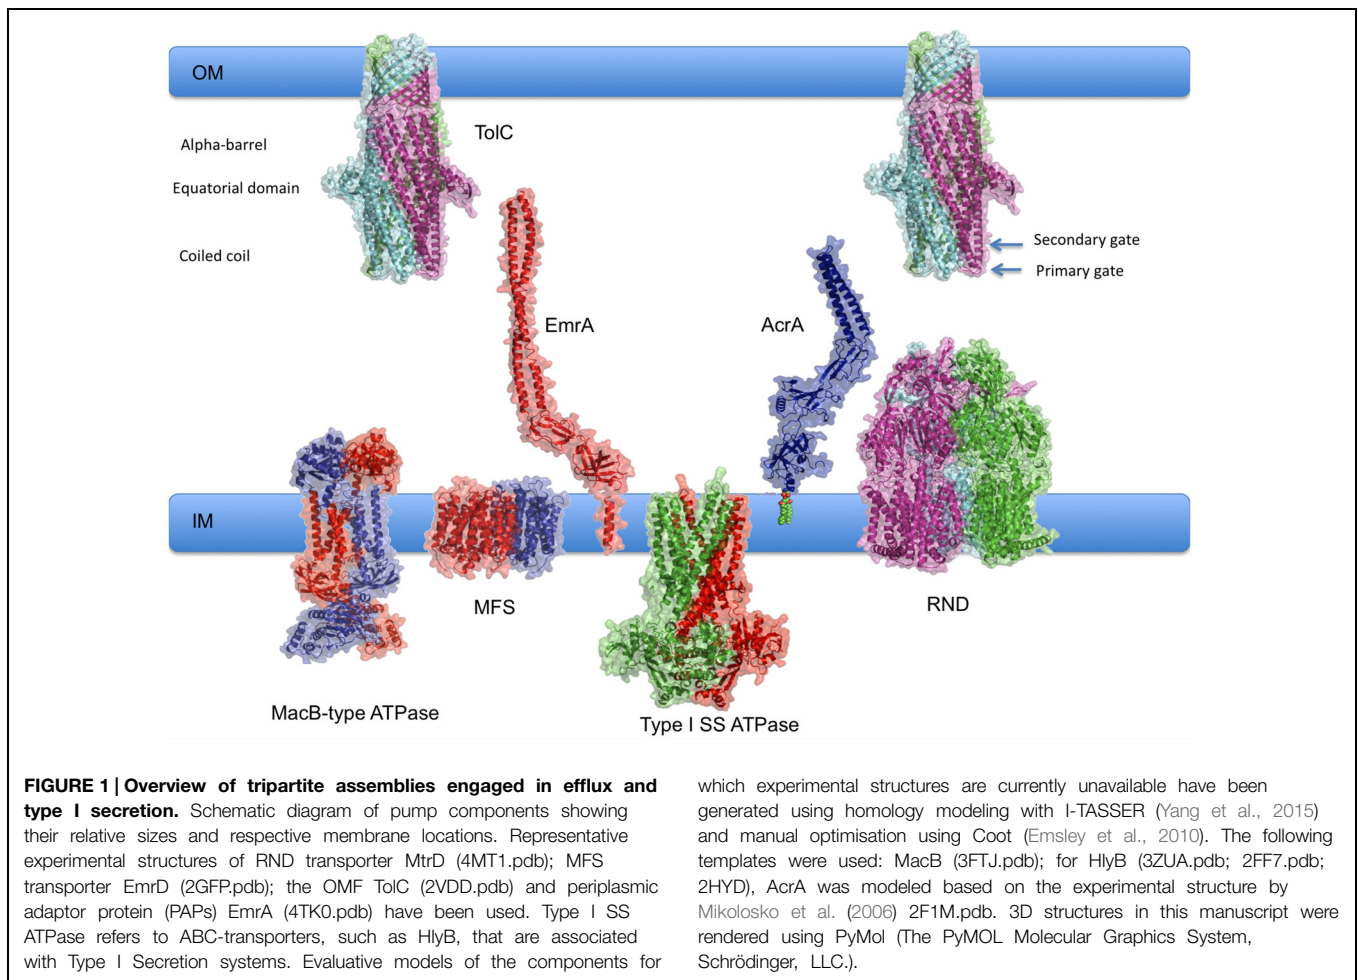 OM
TolC
Alpha-barrel
Equatorial domain
Coiled coil
Secondary gate
Primary gate
EmrA
AcrA
IM
MFS
RND
MacB-type ATPase
Type I SS ATPase
FIGURE 1 | Overview of tripartite assemblies engaged in efflux and
type I secretion. Schematic diagram of pump components showing
their relative sizes and respective membrane locations. Representative
experimental structures of RND transporter MtrD (4MT1.pdb); MFS
transporter EmrD (2GFP.pdb); the OMF TolC (2VDD.pdb) and periplasmic
adaptor protein (PAPs) EmrA (4TK0.pdb) have been used. Type I SS
ATPase refers to ABC-transporters, such as HlyB, that are associated
with Type I Secretion systems. Evaluative models of the components for
which experimental structures are currently unavailable have been
generated using homology modeling with I-TASSER (Yang et al., 2015)
and manual optimisation using Coot (Emsley et al., 2010). The following
templates were used: MacB (3FTJ.pdb); for HlyB (3ZUA.pdb; 2FF7.pdb;
2HYD), AcrA was modeled based on the experimental structure by
Mikolosko et al. (2006) 2F1M.pdb. 3D structures in this manuscript were
rendered using PyMol (The PyMOL Molecular Graphics System,
Schrödinger, LLC.).